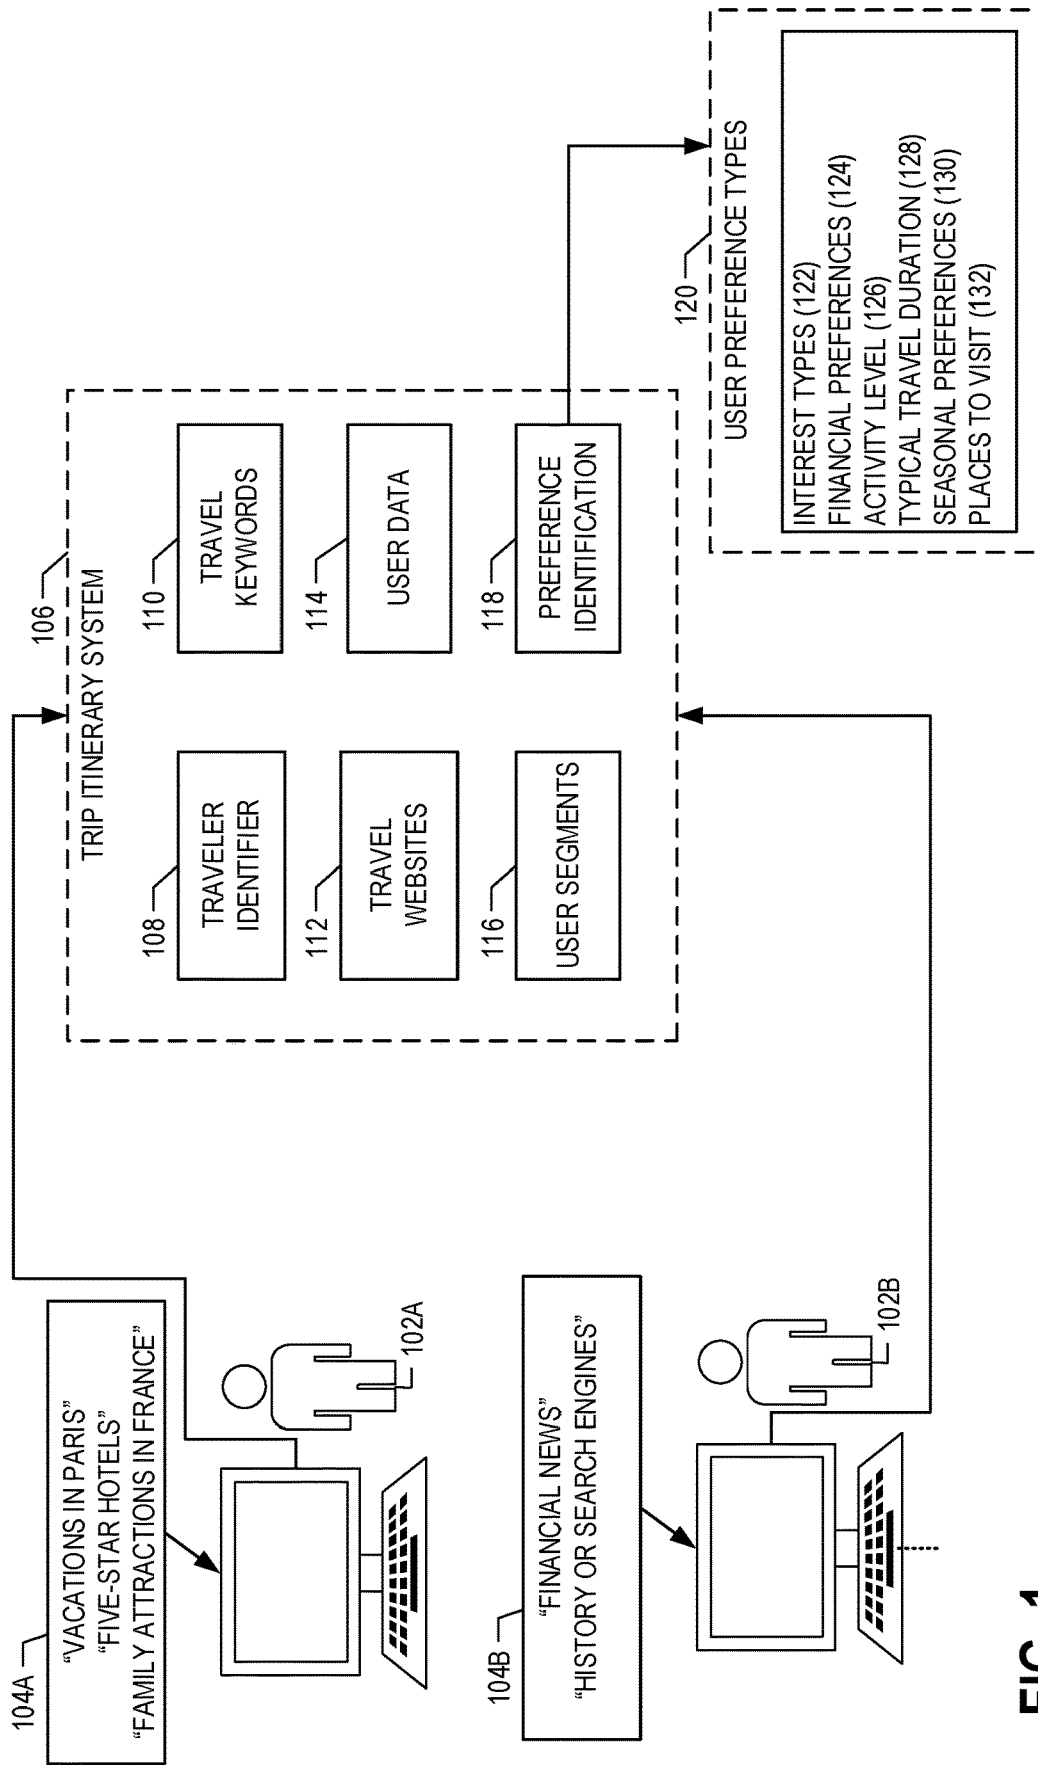 104A
"VACATIONS IN PARIS"
"FIVE-STAR HOTELS"
"FAMILY ATTRACTIONS IN FRANCE"
102A
104B
"FINANCIAL NEWS"
"HISTORY OR SEARCH ENGINES"
102B
106
TRIP ITINERARY SYSTEM
108
TRAVELER
IDENTIFIER
110
TRAVEL
KEYWORDS
112
TRAVEL
WEBSITES
114
USER DATA
116
USER SEGMENTS
118
PREFERENCE
IDENTIFICATION
120
USER PREFERENCE TYPES
INTEREST TYPES (122)
FINANCIAL PREFERENCES (124)
ACTIVITY LEVEL (126)
TYPICAL TRAVEL DURATION (128)
SEASONAL PREFERENCES (130)
PLACES TO VISIT (132)
FIG. 1